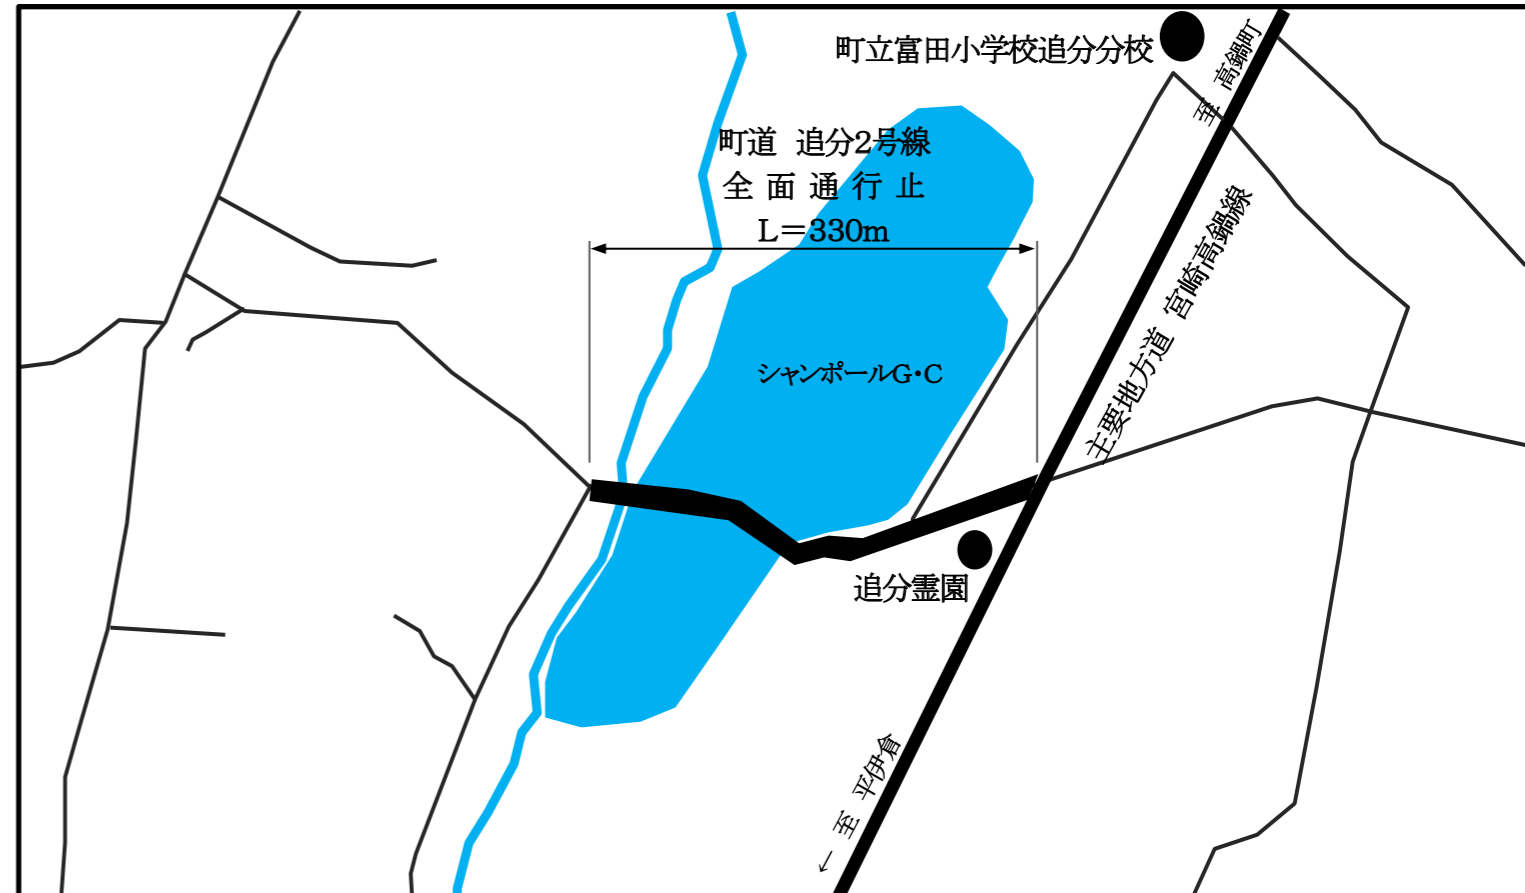 町立富田小学校追分分校
至 高鍋町
町道 追分2号線
全面通行止
L=330m
主要地方道 宮崎高鍋線
シャンポールG・C
追分霊園
← 至 平伊倉